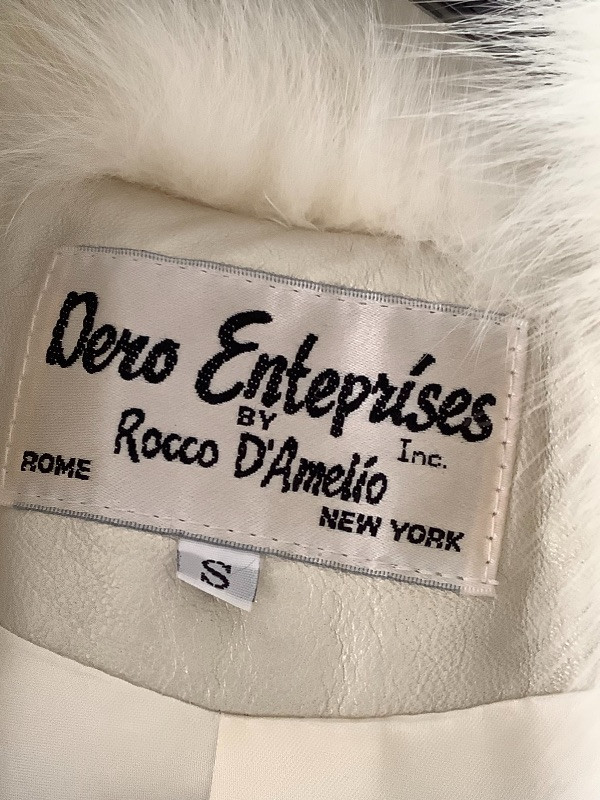 Dero Enteprises
BY
Inc.
Rocco D'Amelio
ROME
NEW YORK
S